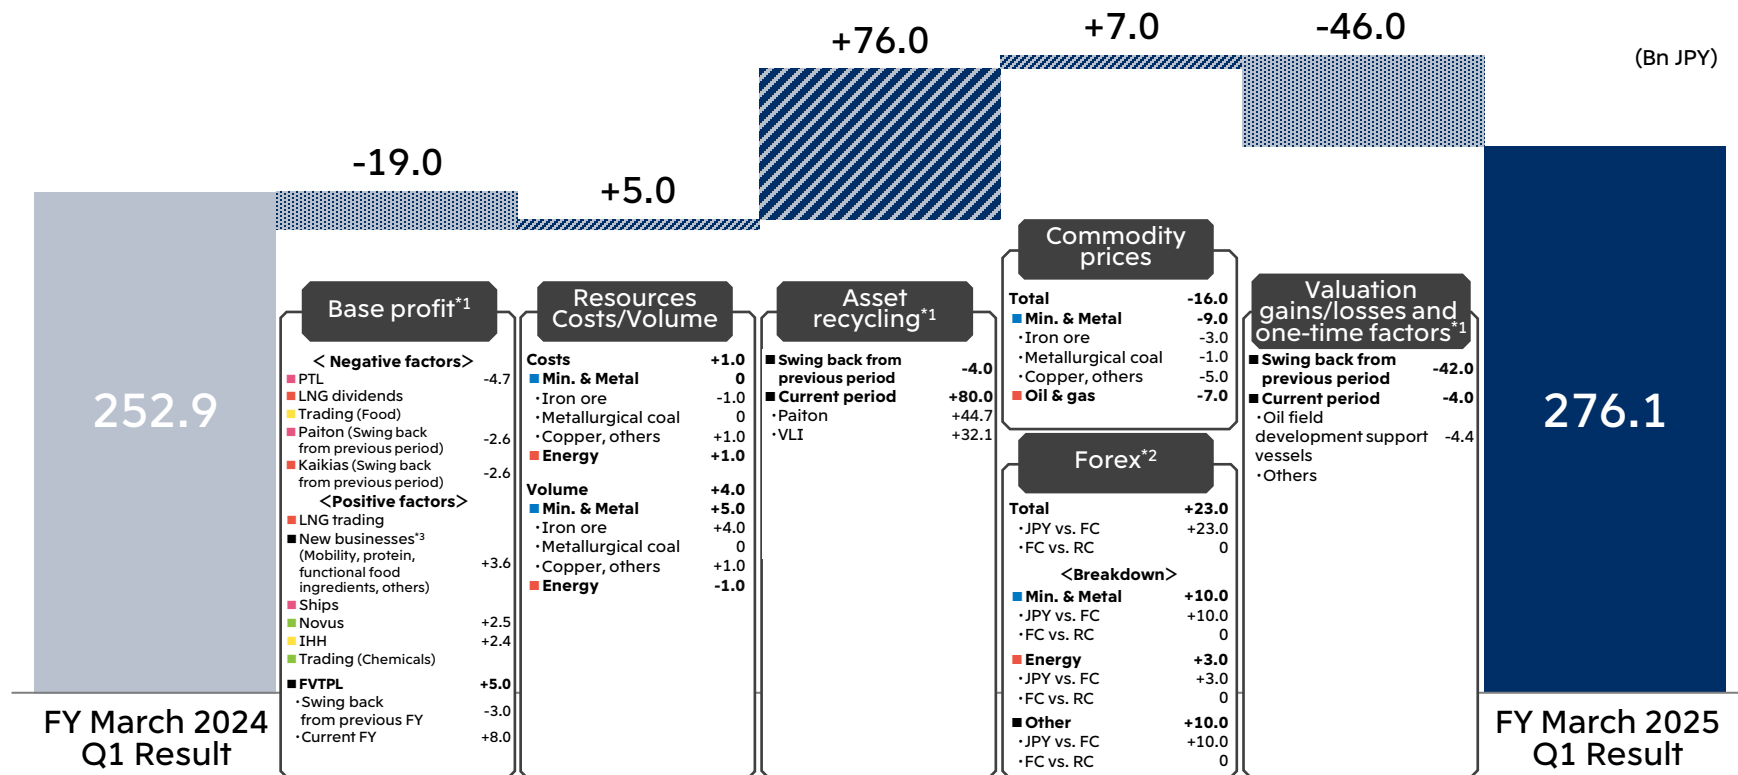 (Bn JPY)
252.9
FY March 2024
Q1 Result
-19.0
+5.0
+76.0
+7.0
-46.0
276.1
FY March 2025
Q1 Result
Base profit*1
< Negative factors>
■PTL -4.7
■LNG dividends
■Trading (Food)
■Paiton (Swing back
from previous period) -2.6
■Kaikias (Swing back
from previous period) -2.6
<Positive factors>
■LNG trading
■New businesses*3
(Mobility, protein,
functional food
ingredients, others) +3.6
■Ships
■Novus +2.5
■IHH +2.4
■Trading (Chemicals)
■FVTPL +5.0
・Swing back
from previous FY -3.0
・Current FY +8.0
Resources
Costs/Volume
Costs +1.0
■Min. & Metal 0
・Iron ore -1.0
・Metallurgical coal 0
・Copper, others +1.0
■Energy +1.0
Volume +4.0
■Min. & Metal +5.0
・Iron ore +4.0
・Metallurgical coal 0
・Copper, others +1.0
■Energy -1.0
Asset
recycling*1
■Swing back from
previous period -4.0
■Current period +80.0
・Paiton +44.7
・VLI +32.1
Commodity
prices
Total -16.0
■Min. & Metal -9.0
・Iron ore -3.0
・Metallurgical coal -1.0
・Copper, others -5.0
■Oil & gas -7.0
Forex*2
Total +23.0
・JPY vs. FC +23.0
・FC vs. RC 0
<Breakdown>
■Min. & Metal +10.0
・JPY vs. FC +10.0
・FC vs. RC 0
■Energy +3.0
・JPY vs. FC +3.0
・FC vs. RC 0
■Other +10.0
・JPY vs. FC +10.0
・FC vs. RC 0
Valuation
gains/losses and
one-time factors*1
■Swing back from
previous period -42.0
■Current period -4.0
・Oil field
development support -4.4
vessels
・Others